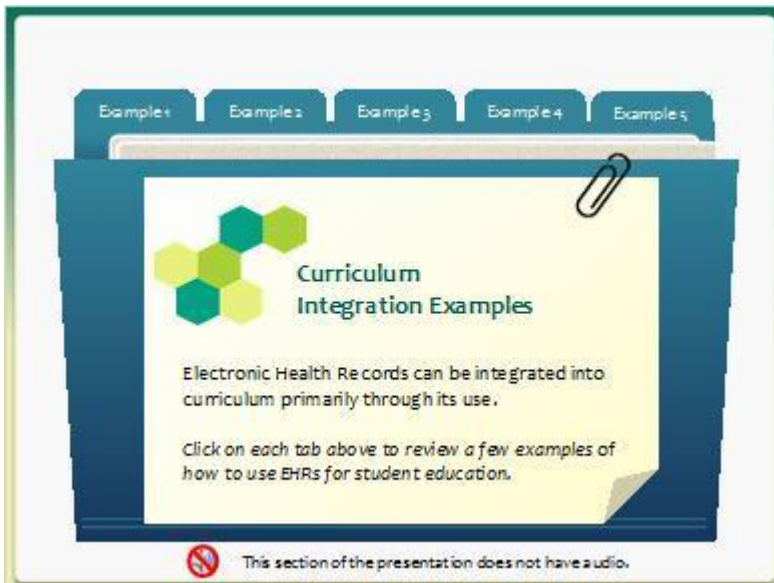 Example 1 Example 2 Example 3 Example 4 Example 5
Curriculum
Integration Examples
Electronic Health Records can be integrated into
curriculum primarily through its use.
Click on each tab above to review a few examples of
how to use EHRs for student education.
This section of the presentation does not have audio.